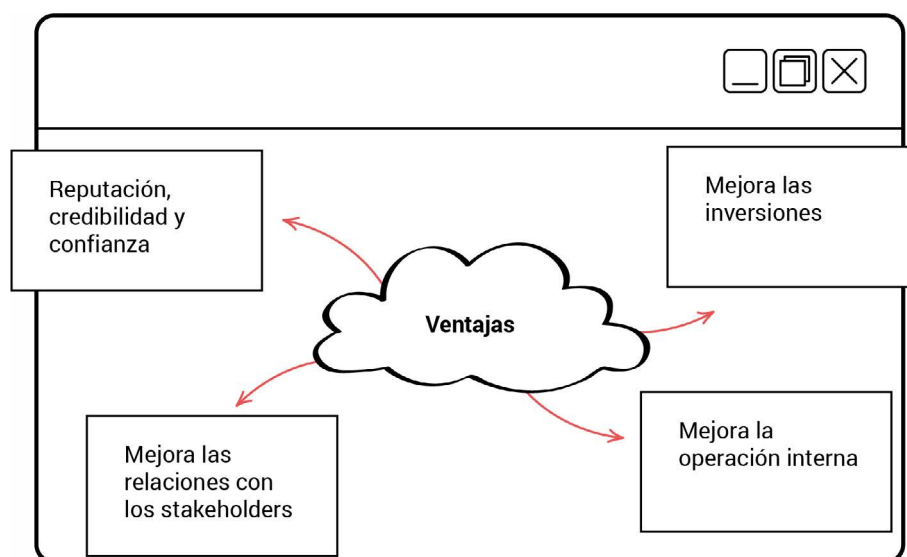 Reputación,
credibilidad y
confianza
Mejora las
inversiones
Ventajas
Mejora las
relaciones con
los stakeholders
Mejora la
operación interna